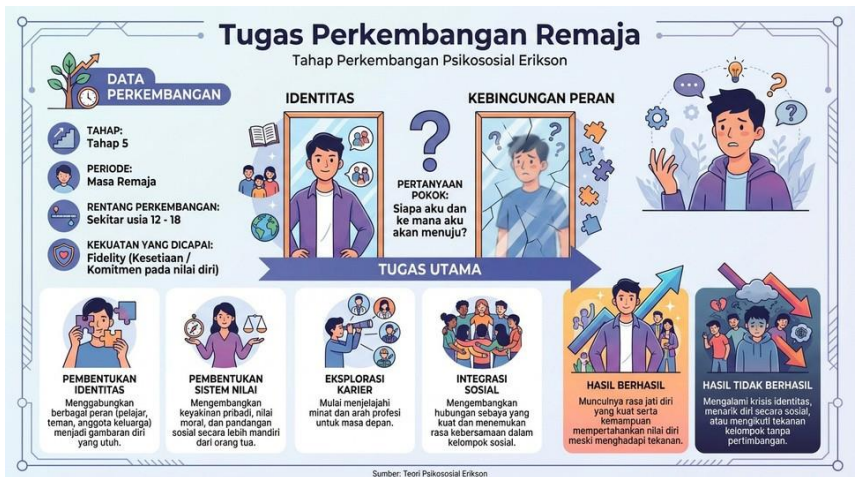 Tugas Perkembangan Remaja
Tahap Perkembangan Psikososial Erikson
DATA
PERKEMBANGAN
TAHAP:
Tahap 5
PERIODE:
Masa Remaja
RENTANG PERKEMBANGAN:
Sekitar usia 12 - 18
KEKUATAN YANG DICAPAI:
Fidelity (Kesetiaan /
Komitmen pada nilai diri)
IDENTITAS
KEBINGUNGAN PERAN
?
PERTANYAAN
POKOK:
Siapa aku dan
ke mana aku
akan menuju?
?
?
TUGAS UTAMA
PEMBENTUKAN
IDENTITAS
Menggabungkan
berbagai peran (pelajar,
teman, anggota keluarga)
menjadi gambaran diri
yang utuh.
PEMBENTUKAN
SISTEM NILAI
Mengembangkan
keyakinan pribadi, nilai
moral, dan pandangan
sosial secara lebih mandiri
dari orang tua.
EKSPLORASI
KARIER
Mulai menjelajahi
minat dan arah profesi
untuk masa depan.
INTEGRASI
SOSIAL
Mengembangkan
hubungan sebaya yang
kuat dan menemukan
rasa kebersamaan dalam
kelompok sosial.
HASIL BERHASIL
Munculnya rasa jati diri
yang kuat serta
kemampuan
mempertahankan nilai diri
meski menghadapi tekanan.
HASIL TIDAK BERHASIL
Mengalami krisis identitas,
menarik diri secara sosial,
atau mengikuti tekanan
kelompok tanpa
pertimbangan.
Sumber: Teori Psikososial Erikson